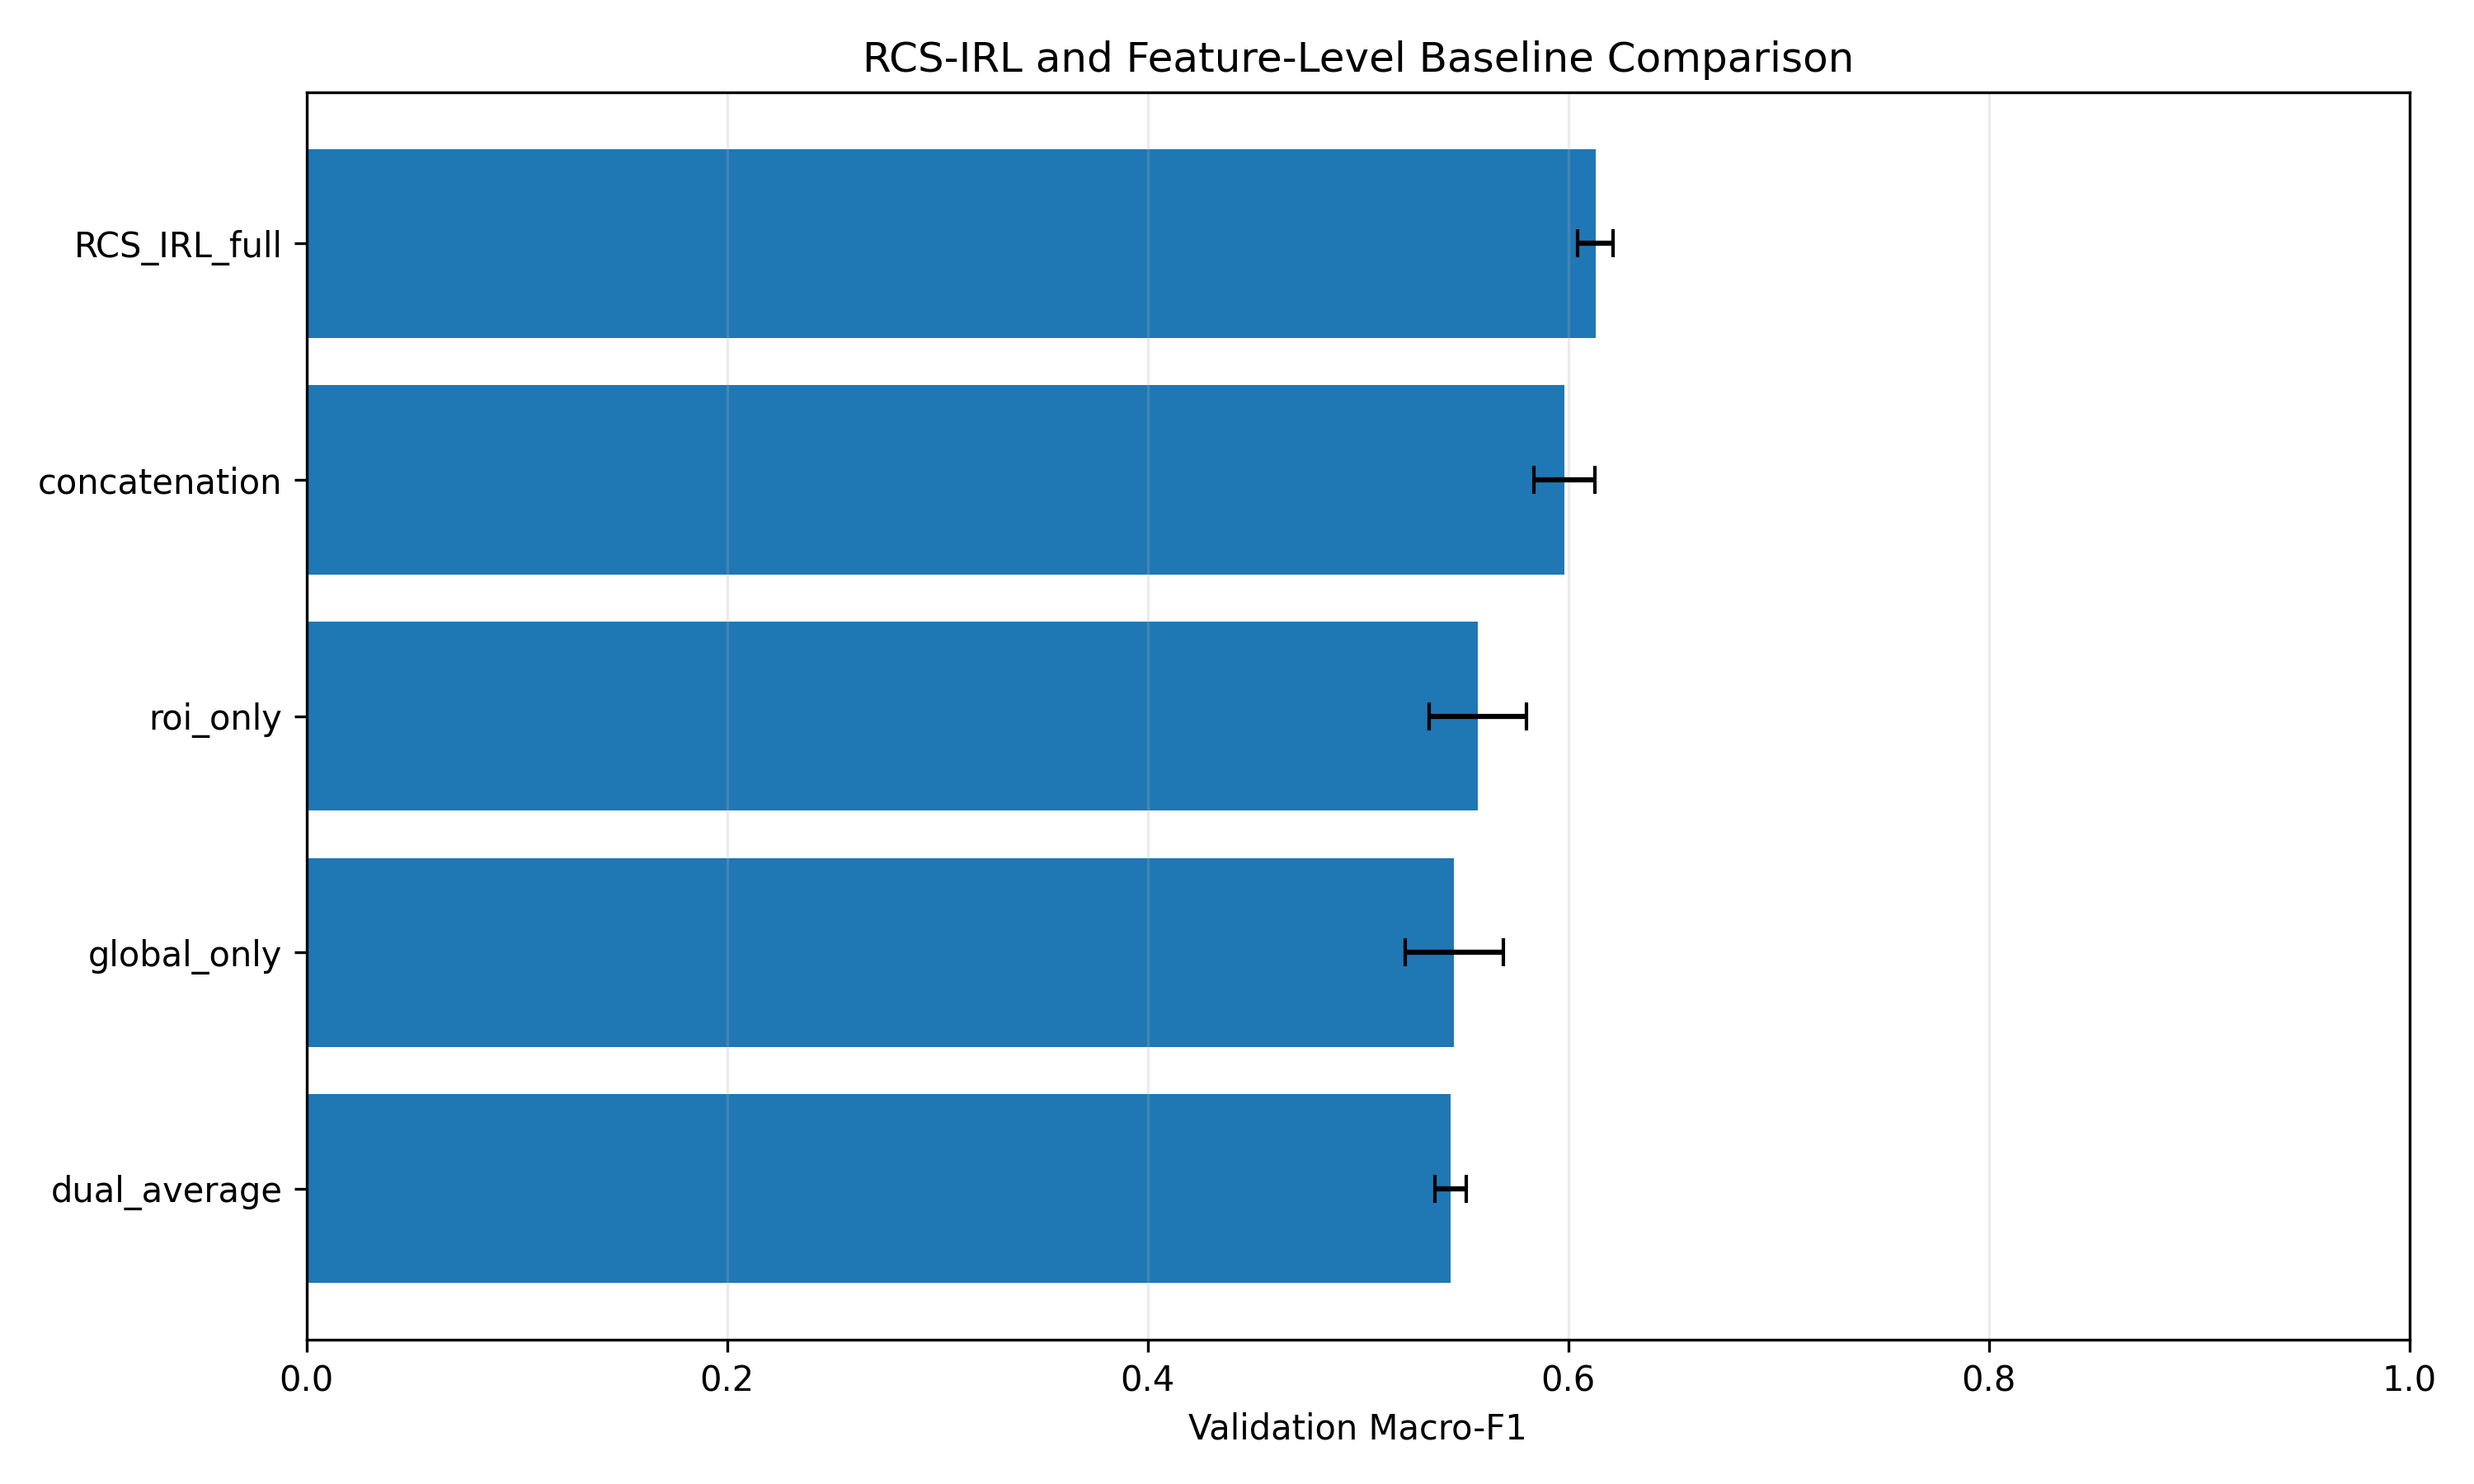 RCS-IRL and Feature-Level Baseline Comparison
RCS_IRL_full
concatenation
roi_only
global_only
dual_average
0.0 0.2 0.4 0.6 0.8 1.0
Validation Macro-F1